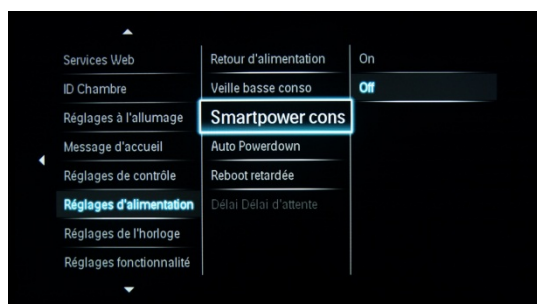 Services Web
ID Chambre
Réglages à l'allumage
Message d'accueil
Réglages de contrôle
Réglages d'alimentation
Réglages de l'horloge
Réglages fonctionnalité
Retour d'alimentation
Veille basse conso
Smartpower cons
Auto Powerdown
Reboot retardée
Délai Délai d'attente
On
Off